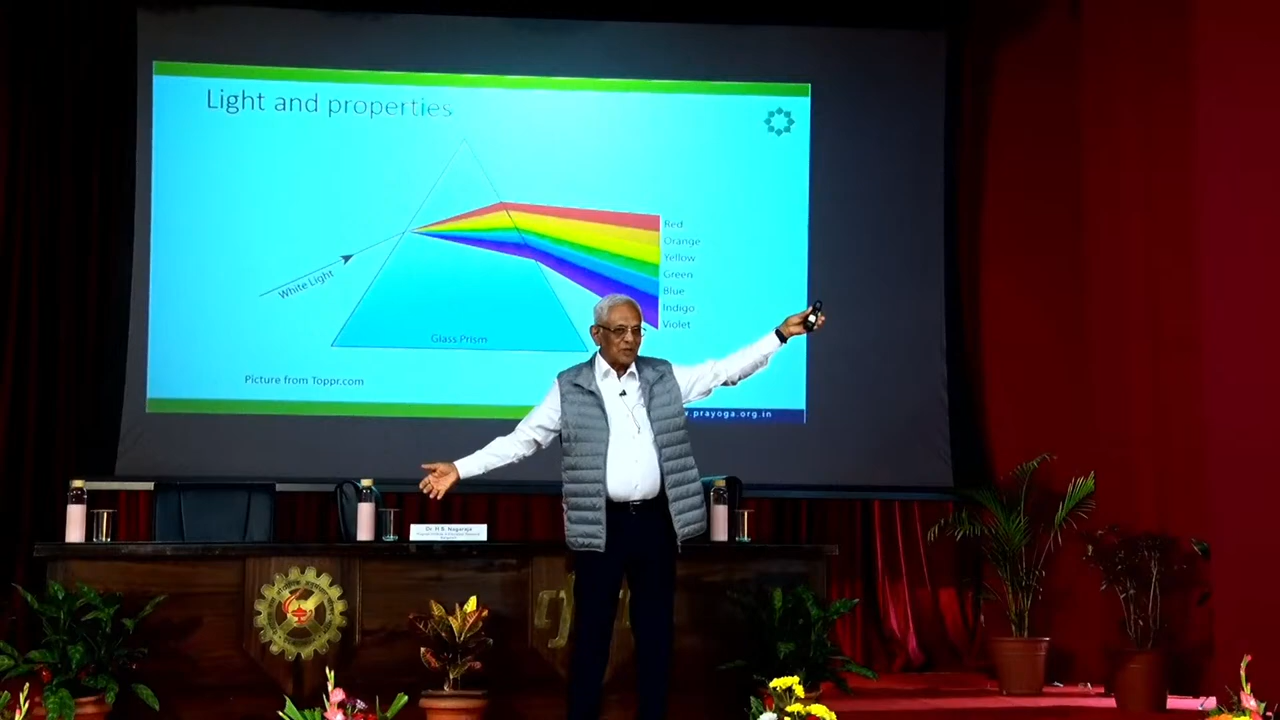 Light and properties
White Light
Red
Orange
Yellow
Green
Blue
Indigo
Violet
Glass Prism
Picture from Toppr.com
.prayoga.org.in
Dr. H.B. Nagaraja